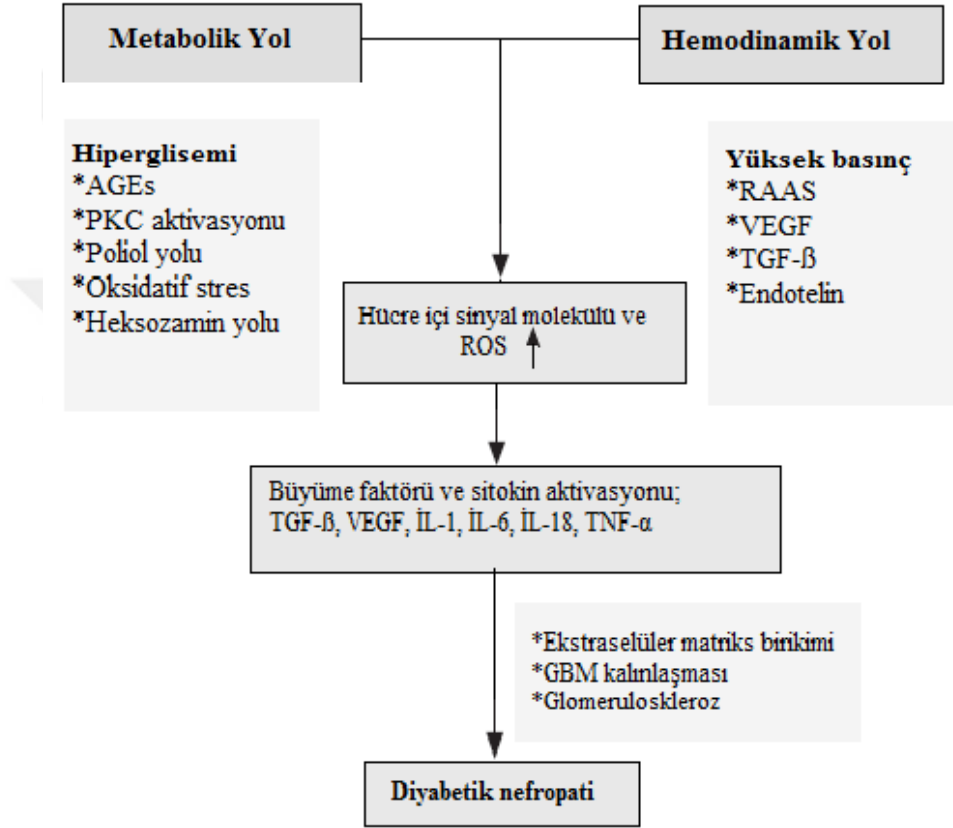 Metabolik Yol
Hemodinamik Yol
Hiperglisemi
*AGEs
*PKC aktivasyonu
*Poliol yolu
*Oksidatif stres
*Heksozamin yolu
Yüksek basınç
*RAAS
*VEGF
*TGF-ß
*Endotelin
Hücre içi sinyal molekülü ve
ROS
Büyüme faktörü ve sitokin aktivasyonu;
TGF-ß, VEGF, İL-1, İL-6, İL-18, TNF-α
*Ekstraselüler matriks birikimi
*GBM kalınlaşması
*Glomeruloskleroz
Diyabetik nefropati